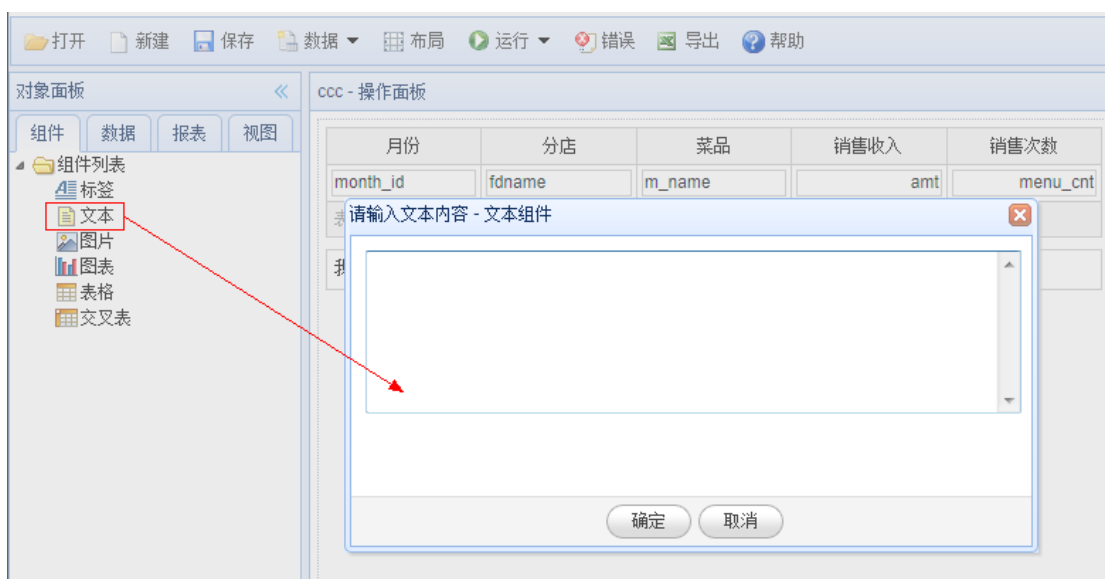 打开 新建 保存 数据 布局 运行 错误 导出 帮助
对象面板
ccc - 操作面板
组件 数据 报表 视图
组件列表
标签
文本
图片
图表
表格
交叉表
月份 分店 菜品 销售收入 销售次数
month_id fdname m_name amt menu_cnt
表
请输入文本内容 - 文本组件
我
确定 取消